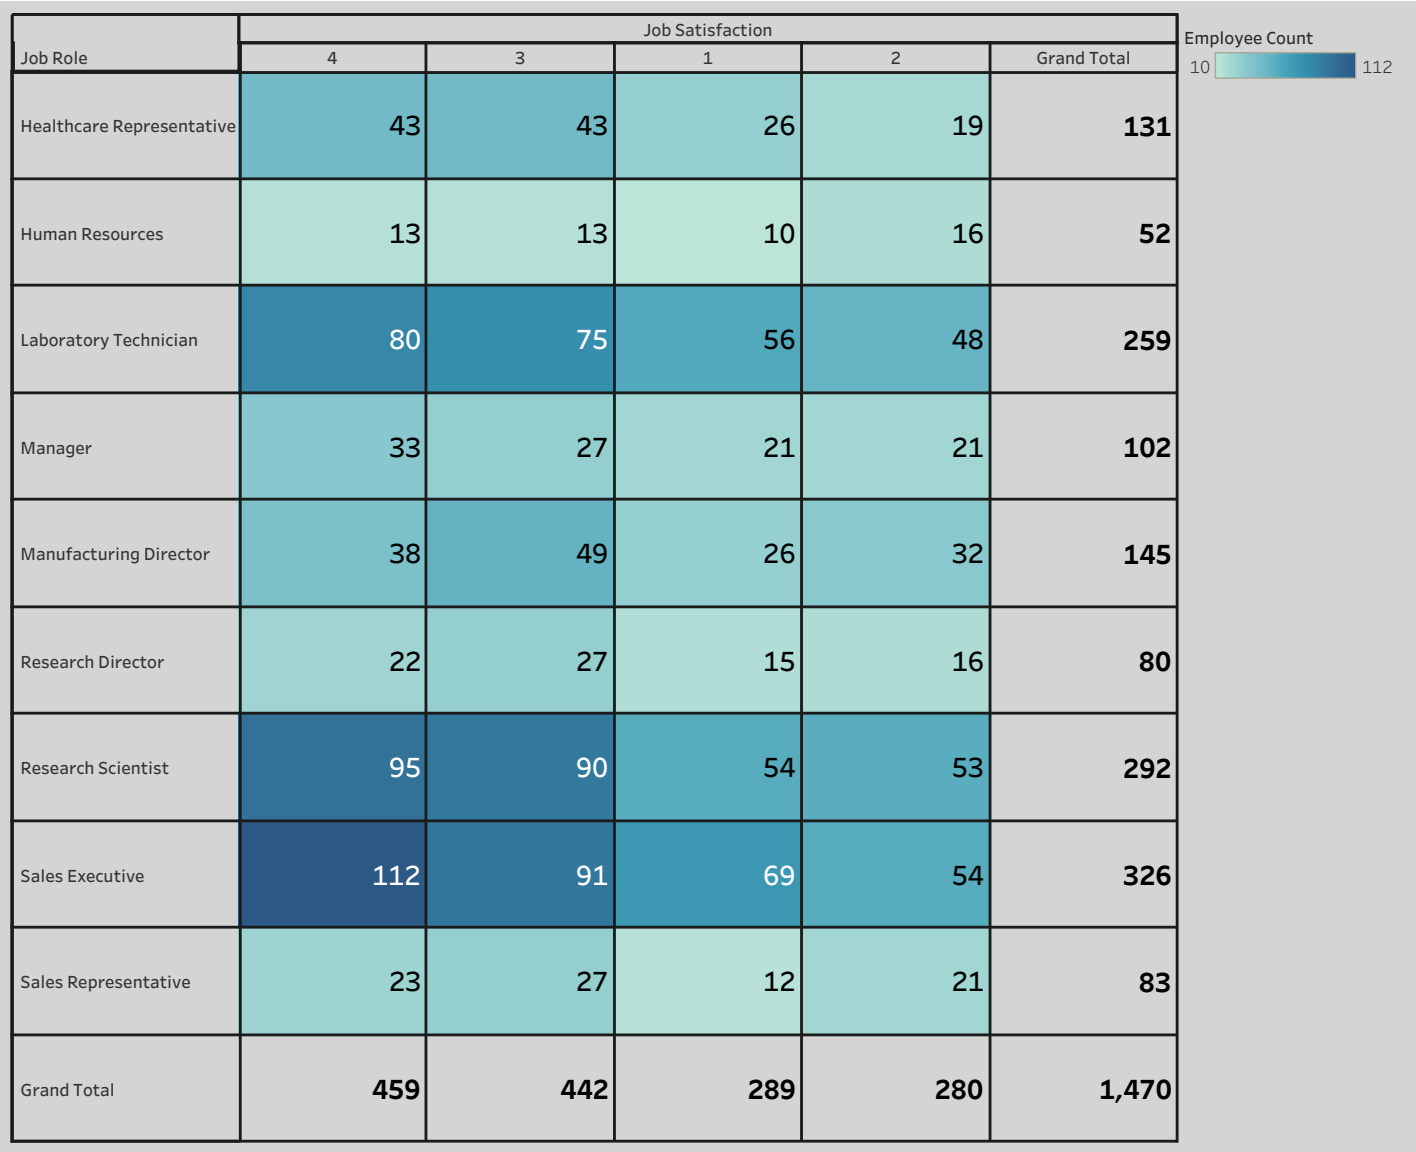 Job Satisfaction
Job Role 4 3 1 2 Grand Total
Healthcare Representative 43 43 26 19 131
Human Resources 13 13 10 16 52
Laboratory Technician 80 75 56 48 259
Manager 33 27 21 21 102
Manufacturing Director 38 49 26 32 145
Research Director 22 27 15 16 80
Research Scientist 95 90 54 53 292
Sales Executive 112 91 69 54 326
Sales Representative 23 27 12 21 83
Grand Total 459 442 289 280 1,470
Employee Count
10 112